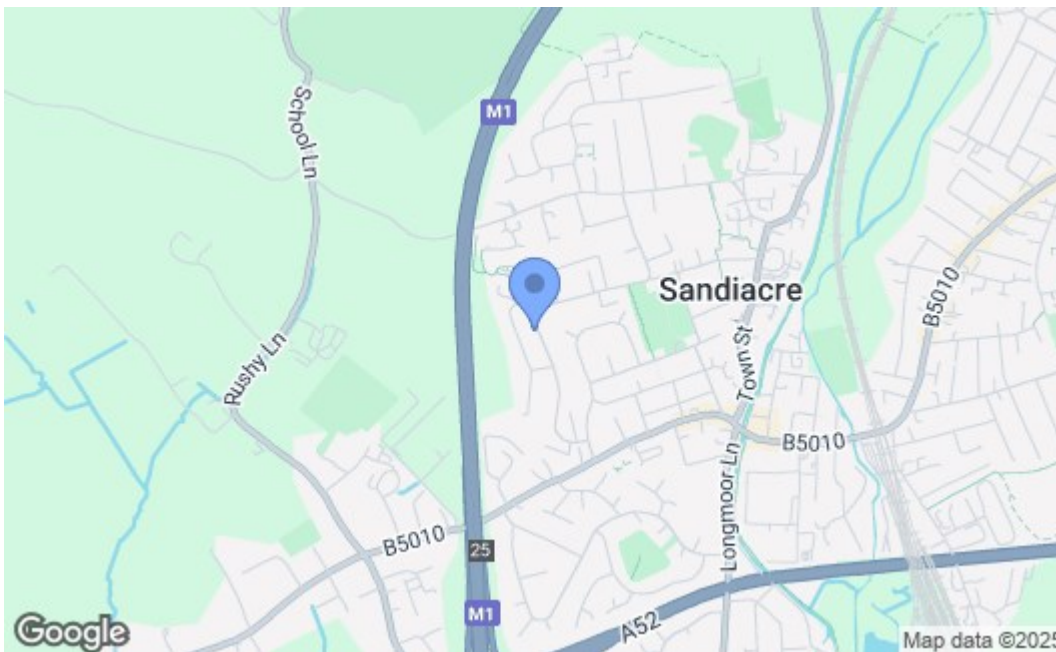 M1
School Ln
Sandiacre
B5010
Rushy Ln
Town St
B5010
Longmoor Ln
B5010
25
M1
A52
Google
Map data ©2025